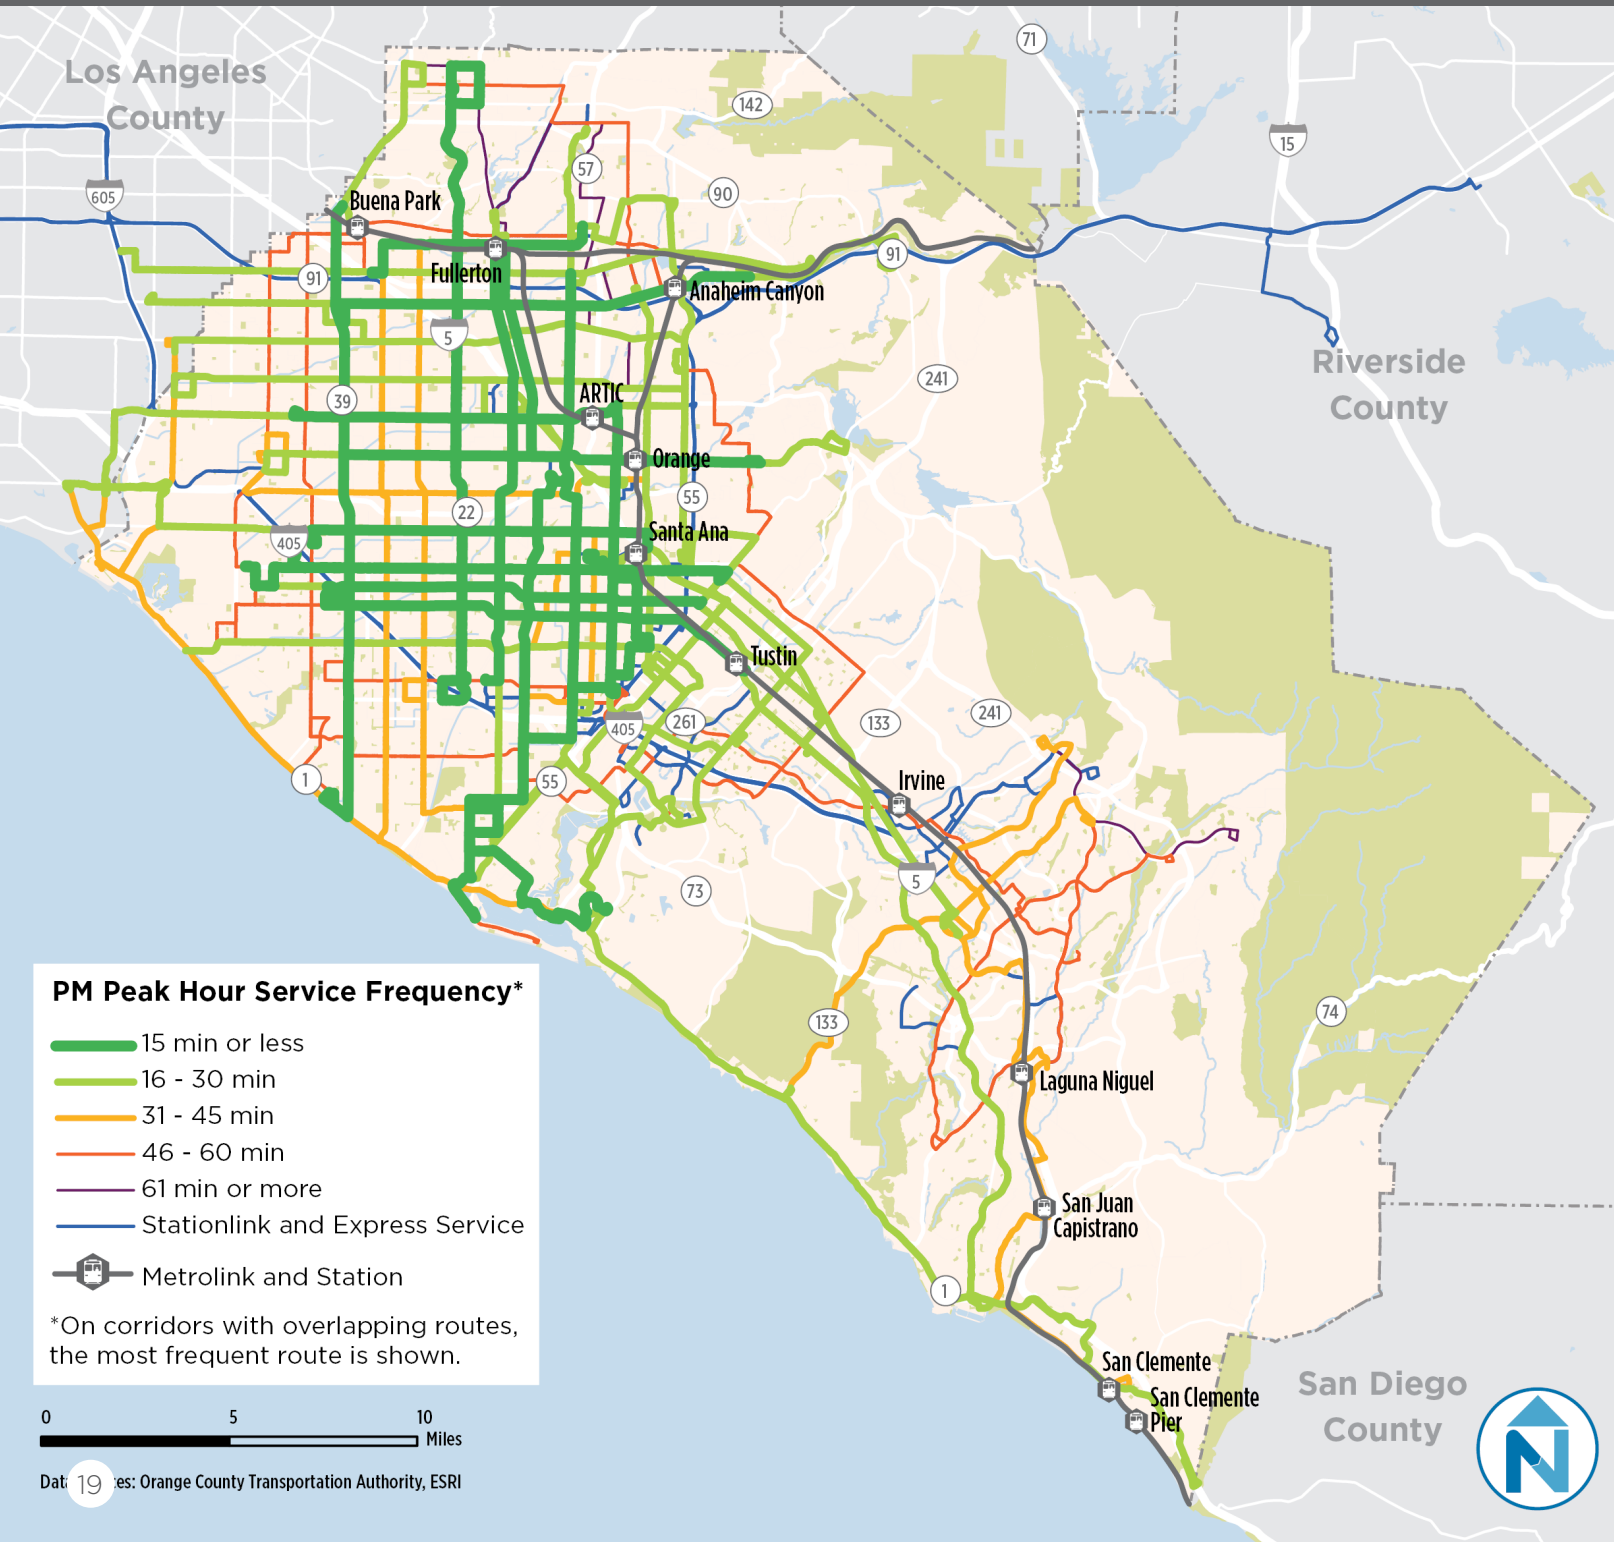 Los Angeles
County
71
142
15
57
605
90
Buena Park
91
91
Fullerton
Anaheim Canyon
5
Riverside
County
241
ARTIC
39
Orange
55
22
Santa Ana
405
Tustin
261
133
241
405
1
55
Irvine
5
73
PM Peak Hour Service Frequency*
15 min or less
16 - 30 min
31 - 45 min
46 - 60 min
61 min or more
Stationlink and Express Service
Metrolink and Station
*On corridors with overlapping routes,
the most frequent route is shown.
133
74
Laguna Niguel
San Juan
Capistrano
1
San Clemente
San Clemente
Pier
San Diego
County
N
0 5 10
Miles
19
Orange County Transportation Authority, ESRI